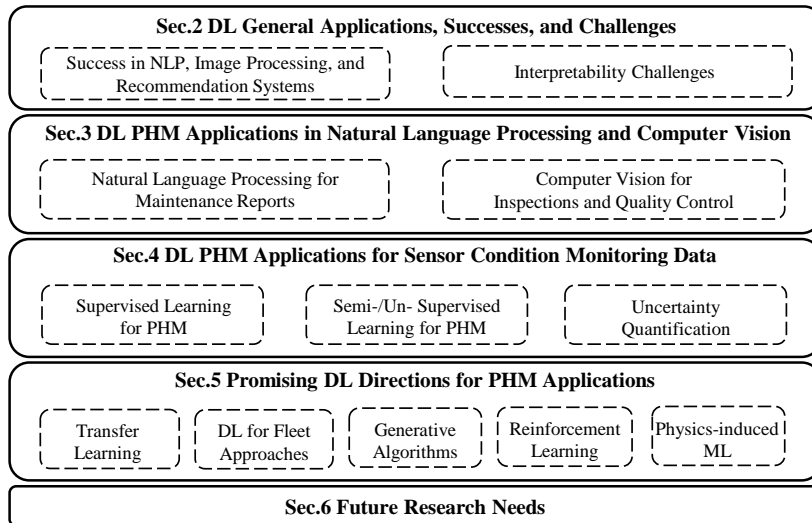 Sec.2 DL General Applications, Successes, and Challenges
Success in NLP, Image Processing, and
Recommendation Systems
Interpretability Challenges
Sec.3 DL PHM Applications in Natural Language Processing and Computer Vision
Natural Language Processing for
Maintenance Reports
Computer Vision for
Inspections and Quality Control
Sec.4 DL PHM Applications for Sensor Condition Monitoring Data
Supervised Learning
for PHM
Semi-/Un- Supervised
Learning for PHM
Uncertainty
Quantification
Sec.5 Promising DL Directions for PHM Applications
Transfer
Learning
DL for Fleet
Approaches
Generative
Algorithms
Reinforcement
Learning
Physics-induced
ML
Sec.6 Future Research Needs